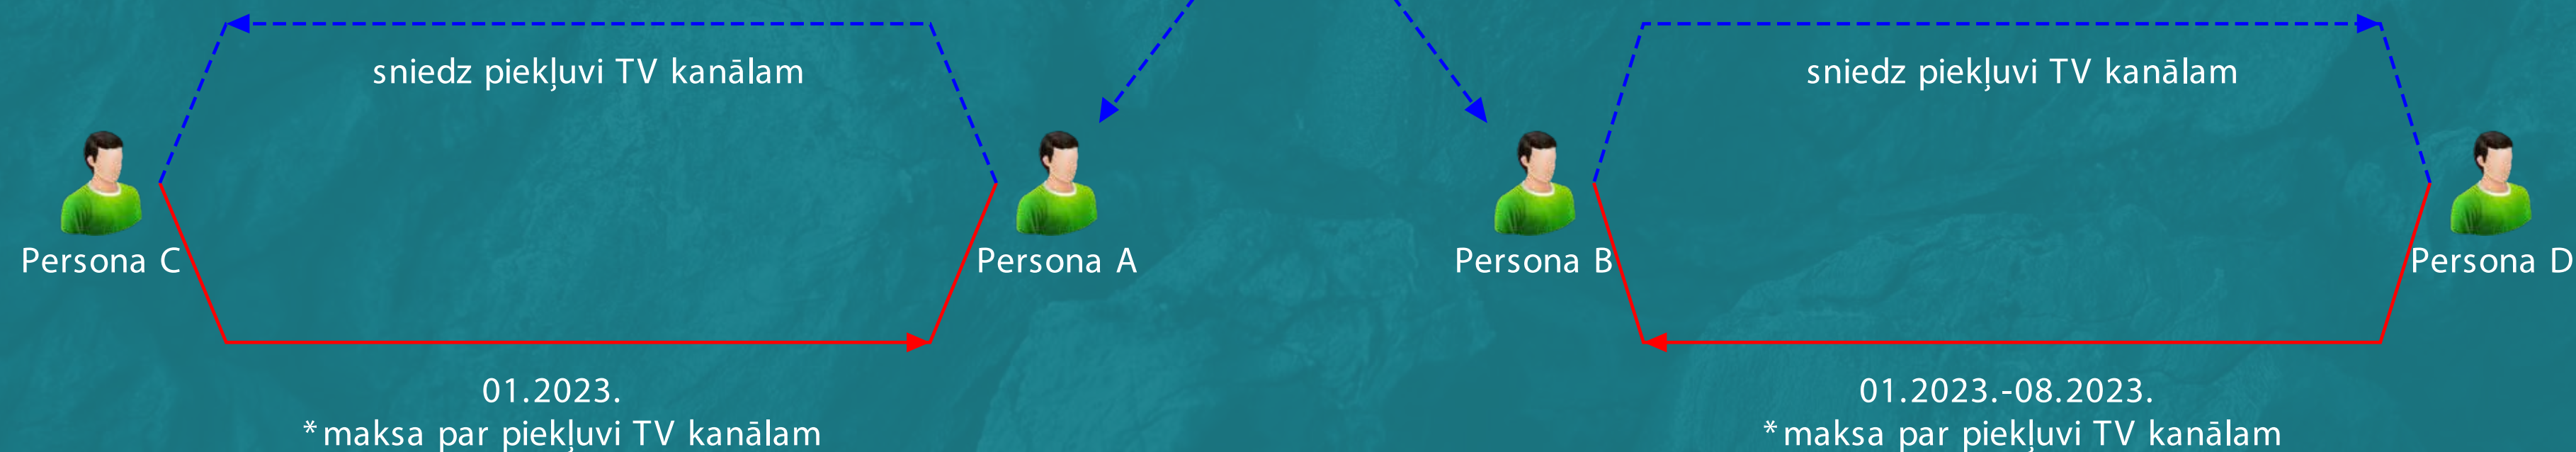 sniedz piekļuvi TV kanālam
sniedz piekļuvi TV kanālam
Persona C
Persona A
Persona B
Persona D
01.2023.
*maksa par piekļuvi TV kanālam
01.2023.-08.2023.
*maksa par piekļuvi TV kanālam